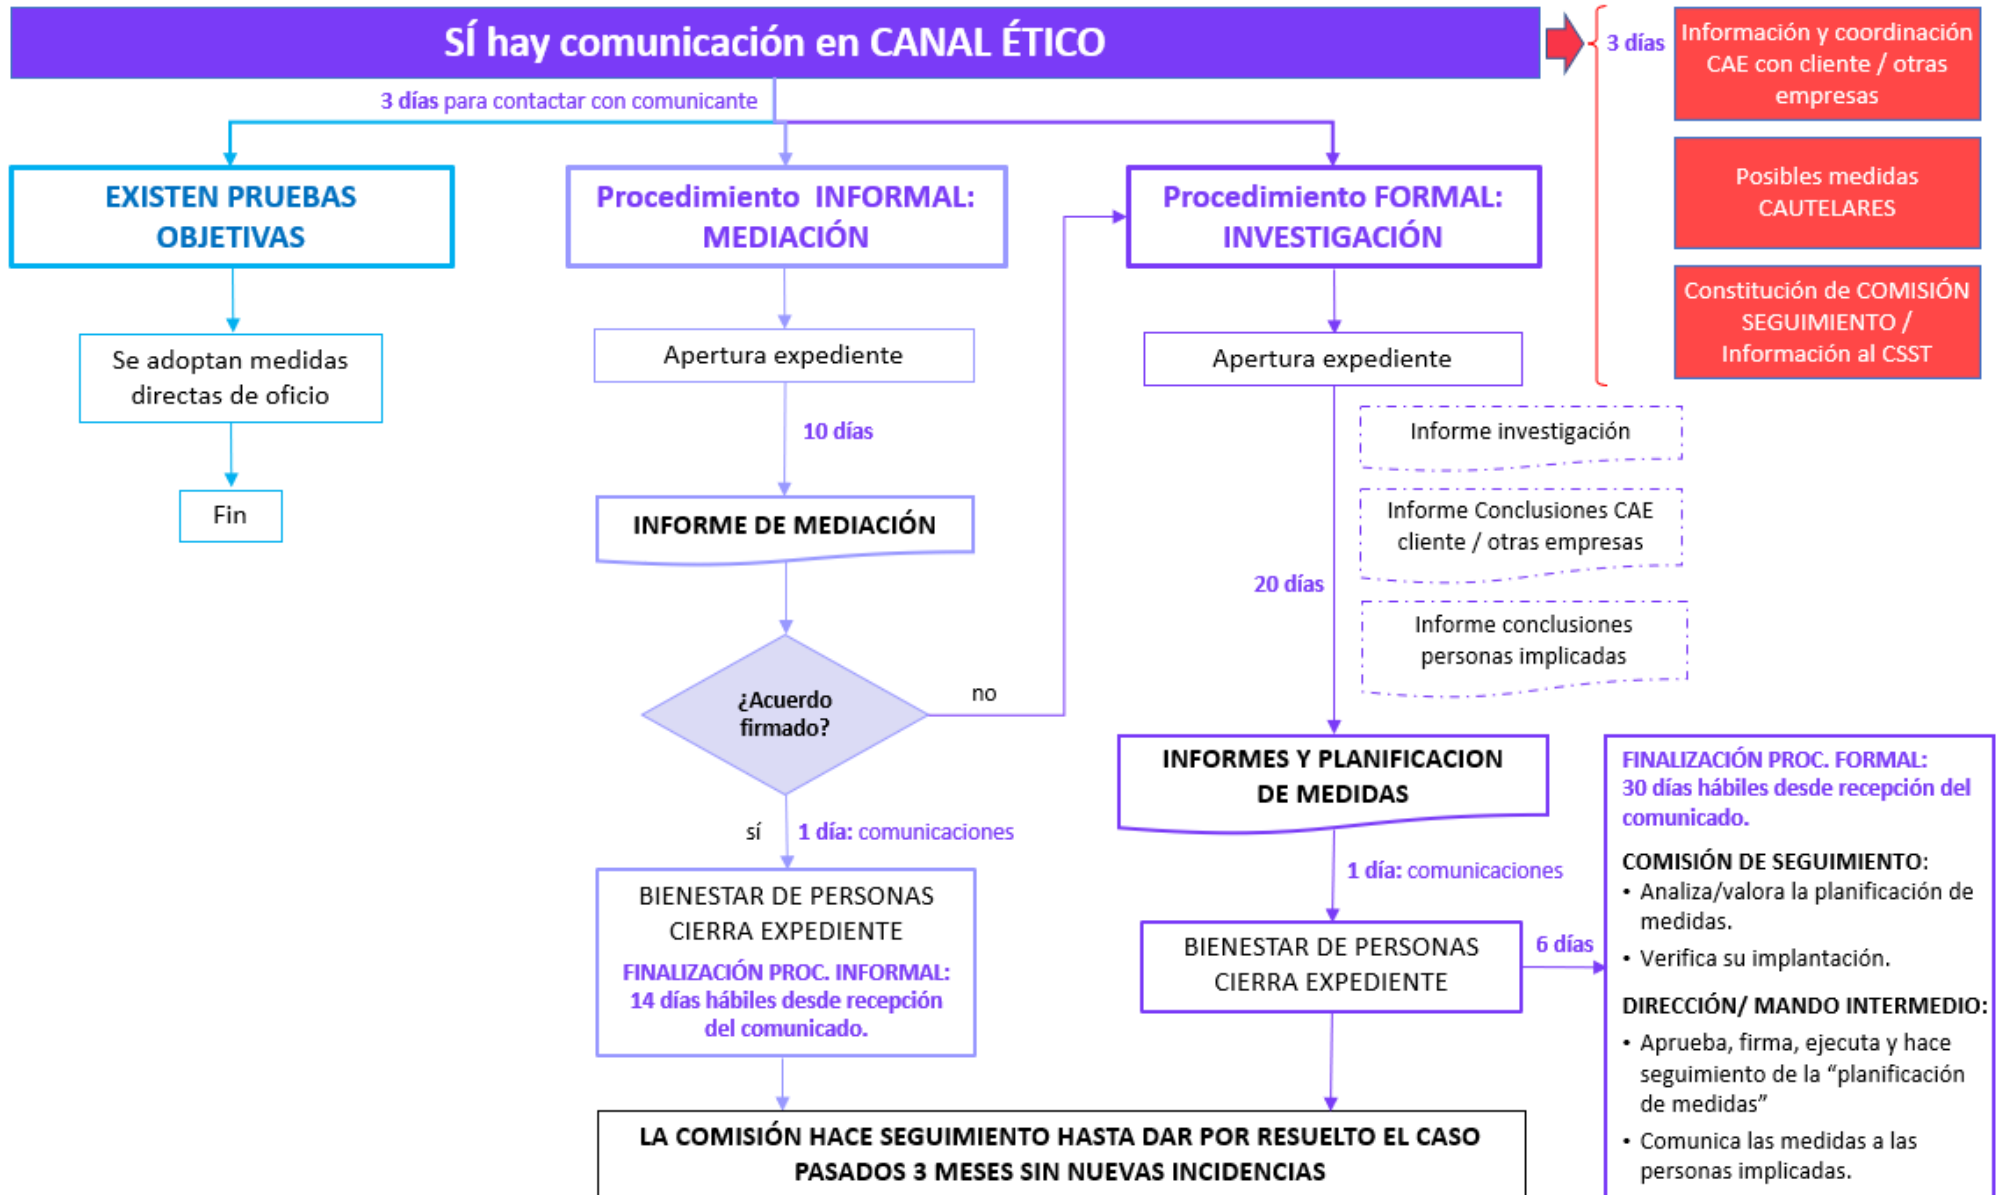 SÍ hay comunicación en CANAL ÉTICO
3 días
Información y coordinación
CAE con cliente / otras
empresas
Posibles medidas
CAUTELARES
Constitución de COMISIÓN
SEGUIMIENTO /
Información al CSST
3 días para contactar con comunicante
EXISTEN PRUEBAS
OBJETIVAS
Se adoptan medidas
directas de oficio
Fin
Procedimiento INFORMAL:
MEDIACIÓN
Apertura expediente
10 días
INFORME DE MEDIACIÓN
¿Acuerdo
firmado?
no
sí
1 día: comunicaciones
BIENESTAR DE PERSONAS
CIERRA EXPEDIENTE
FINALIZACIÓN PROC. INFORMAL:
14 días hábiles desde recepción
del comunicado.
Procedimiento FORMAL:
INVESTIGACIÓN
Apertura expediente
Informe investigación
Informe Conclusiones CAE
cliente / otras empresas
20 días
Informe conclusiones
personas implicadas
INFORMES Y PLANIFICACION
DE MEDIDAS
1 día: comunicaciones
BIENESTAR DE PERSONAS
CIERRA EXPEDIENTE
6 días
FINALIZACIÓN PROC. FORMAL:
30 días hábiles desde recepción del
comunicado.
COMISIÓN DE SEGUIMIENTO:
• Analiza/valora la planificación de
medidas.
• Verifica su implantación.
DIRECCIÓN/ MANDO INTERMEDIO:
• Aprueba, firma, ejecuta y hace
seguimiento de la “planificación
de medidas”
• Comunica las medidas a las
personas implicadas.
LA COMISIÓN HACE SEGUIMIENTO HASTA DAR POR RESUELTO EL CASO
PASADOS 3 MESES SIN NUEVAS INCIDENCIAS